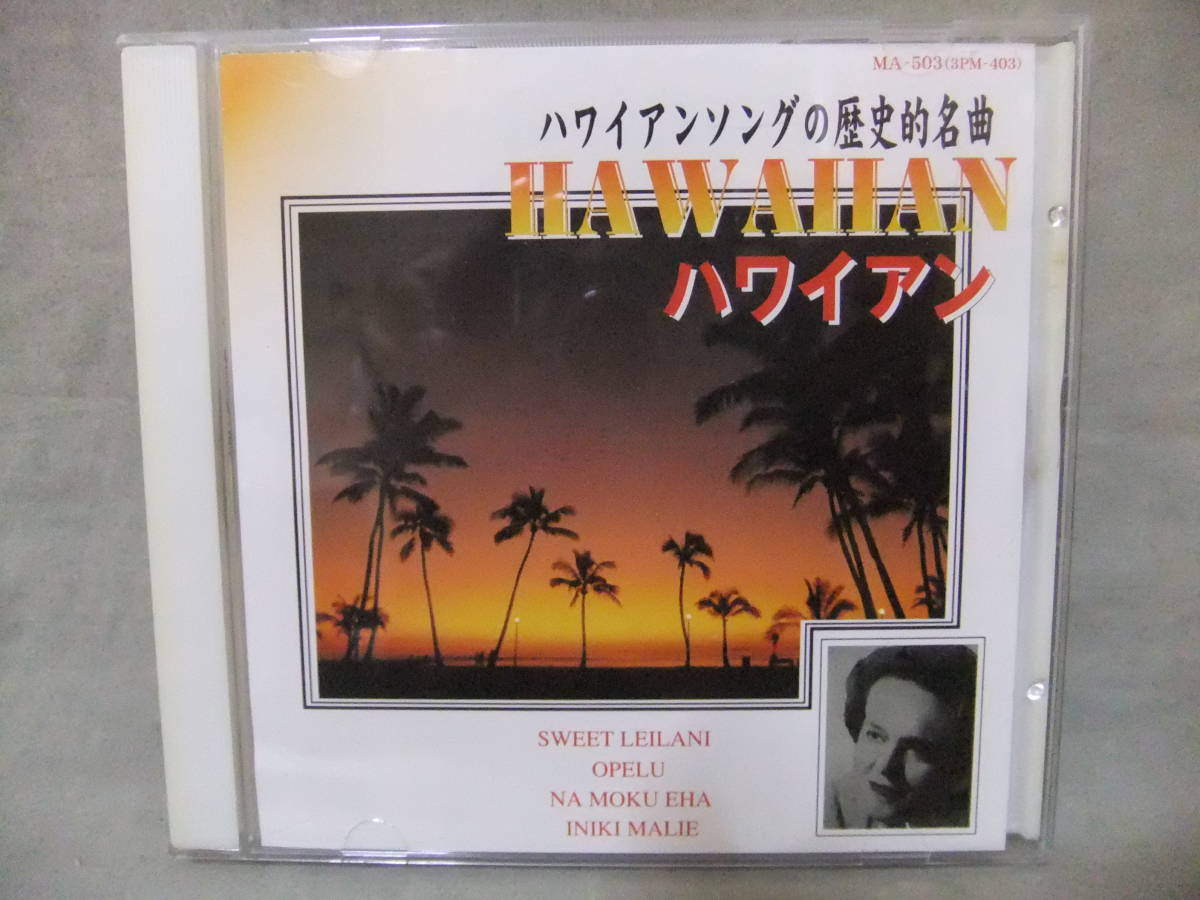 MA-503(3PM-403)
ハワイアンソングの歴史的名曲
HAWAIIAN
ハワイアン
SWEET LEILANI
OPELU
NA MOKU EHA
INIKI MALIE